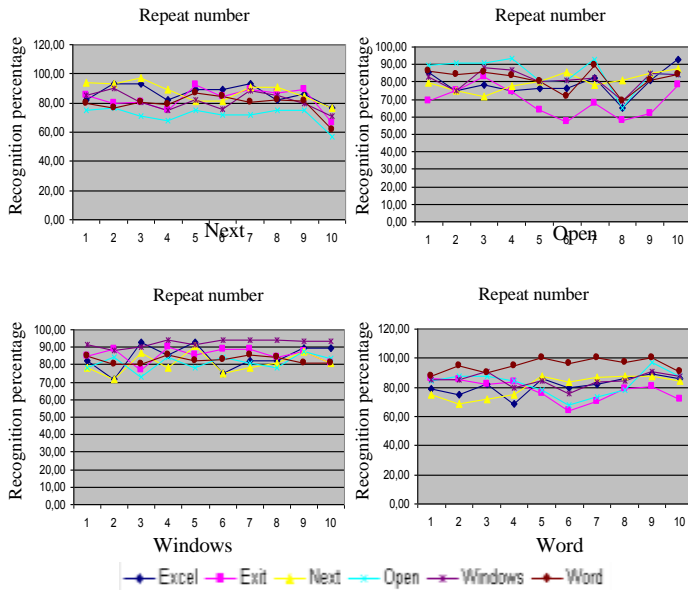 Repeat number
Recognition percentage
120,00
100,00
80,00
60,00
40,00
20,00
0,00
1 2 3 4 5 6 7 8 9 10
Next
Repeat number
Recognition percentage
100,00
90,00
80,00
70,00
60,00
50,00
40,00
30,00
20,00
10,00
0,00
1 2 3 4 5 6 7 8 9 10
Open
Repeat number
Recognition percentage
100,00
90,00
80,00
70,00
60,00
50,00
40,00
30,00
20,00
10,00
0,00
1 2 3 4 5 6 7 8 9 10
Windows
Repeat number
Recognition percentage
120,00
100,00
80,00
60,00
40,00
20,00
0,00
1 2 3 4 5 6 7 8 9 10
Word
Excel Exit Next Open Windows Word